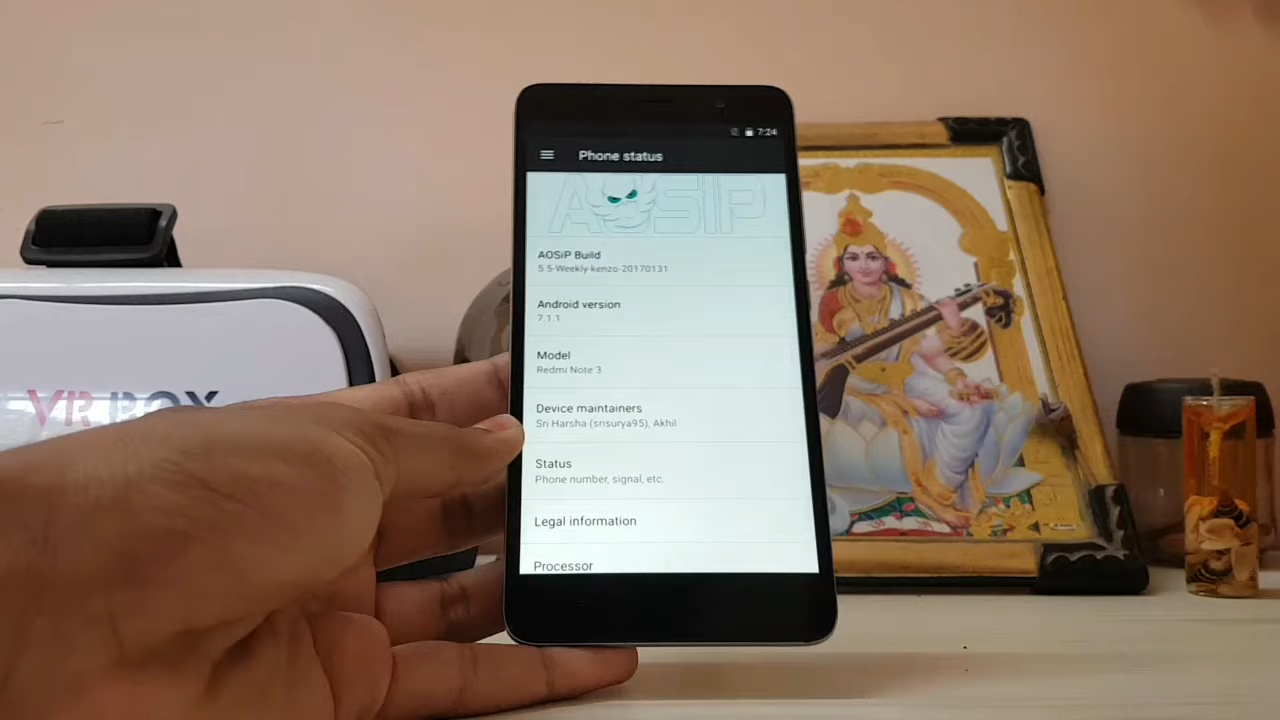 7:24
Phone status
AOSiP
AOSiP Build
5.5-Weekly-kenzo-20170131
Android version
7.1.1
Model
Redmi Note 3
Device maintainers
Sri Harsha (srisurya95), Akhil
Status
Phone number, signal, etc.
Legal information
Processor
VR BOX